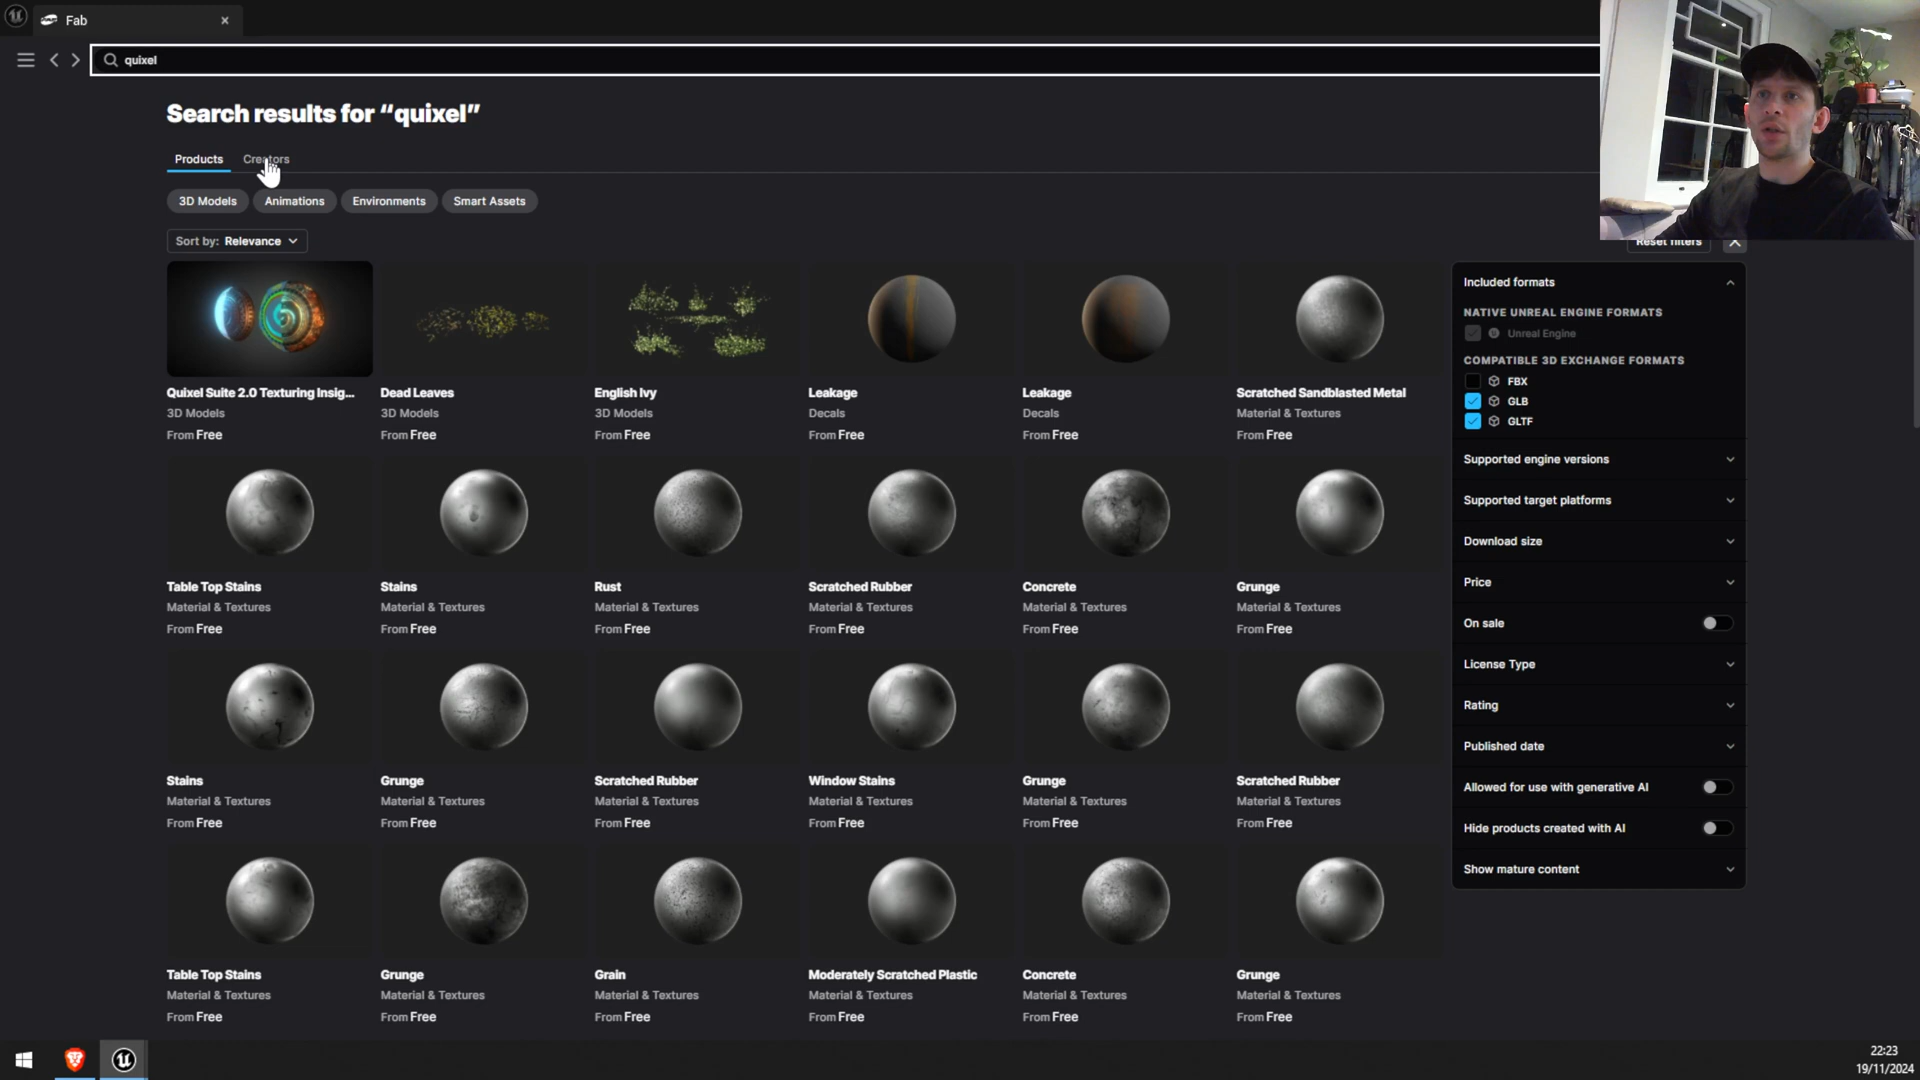 Fab
quixel
Search results for “quixel”
Products Creators
3D Models Animations Environments Smart Assets
Sort by: Relevance
Reset filters
Quixel Suite 2.0 Texturing Insig...
3D Models
From Free
Dead Leaves
3D Models
From Free
English Ivy
3D Models
From Free
Leakage
Decals
From Free
Leakage
Decals
From Free
Scratched Sandblasted Metal
Material & Textures
From Free
Table Top Stains
Material & Textures
From Free
Stains
Material & Textures
From Free
Rust
Material & Textures
From Free
Scratched Rubber
Material & Textures
From Free
Concrete
Material & Textures
From Free
Grunge
Material & Textures
From Free
Stains
Material & Textures
From Free
Grunge
Material & Textures
From Free
Scratched Rubber
Material & Textures
From Free
Window Stains
Material & Textures
From Free
Grunge
Material & Textures
From Free
Scratched Rubber
Material & Textures
From Free
Table Top Stains
Material & Textures
From Free
Grunge
Material & Textures
From Free
Grain
Material & Textures
From Free
Moderately Scratched Plastic
Material & Textures
From Free
Concrete
Material & Textures
From Free
Grunge
Material & Textures
From Free
Included formats
NATIVE UNREAL ENGINE FORMATS
Unreal Engine
COMPATIBLE 3D EXCHANGE FORMATS
FBX
GLB
GLTF
Supported engine versions
Supported target platforms
Download size
Price
On sale
License Type
Rating
Published date
Allowed for use with generative AI
Hide products created with AI
Show mature content
22:23
19/11/2024